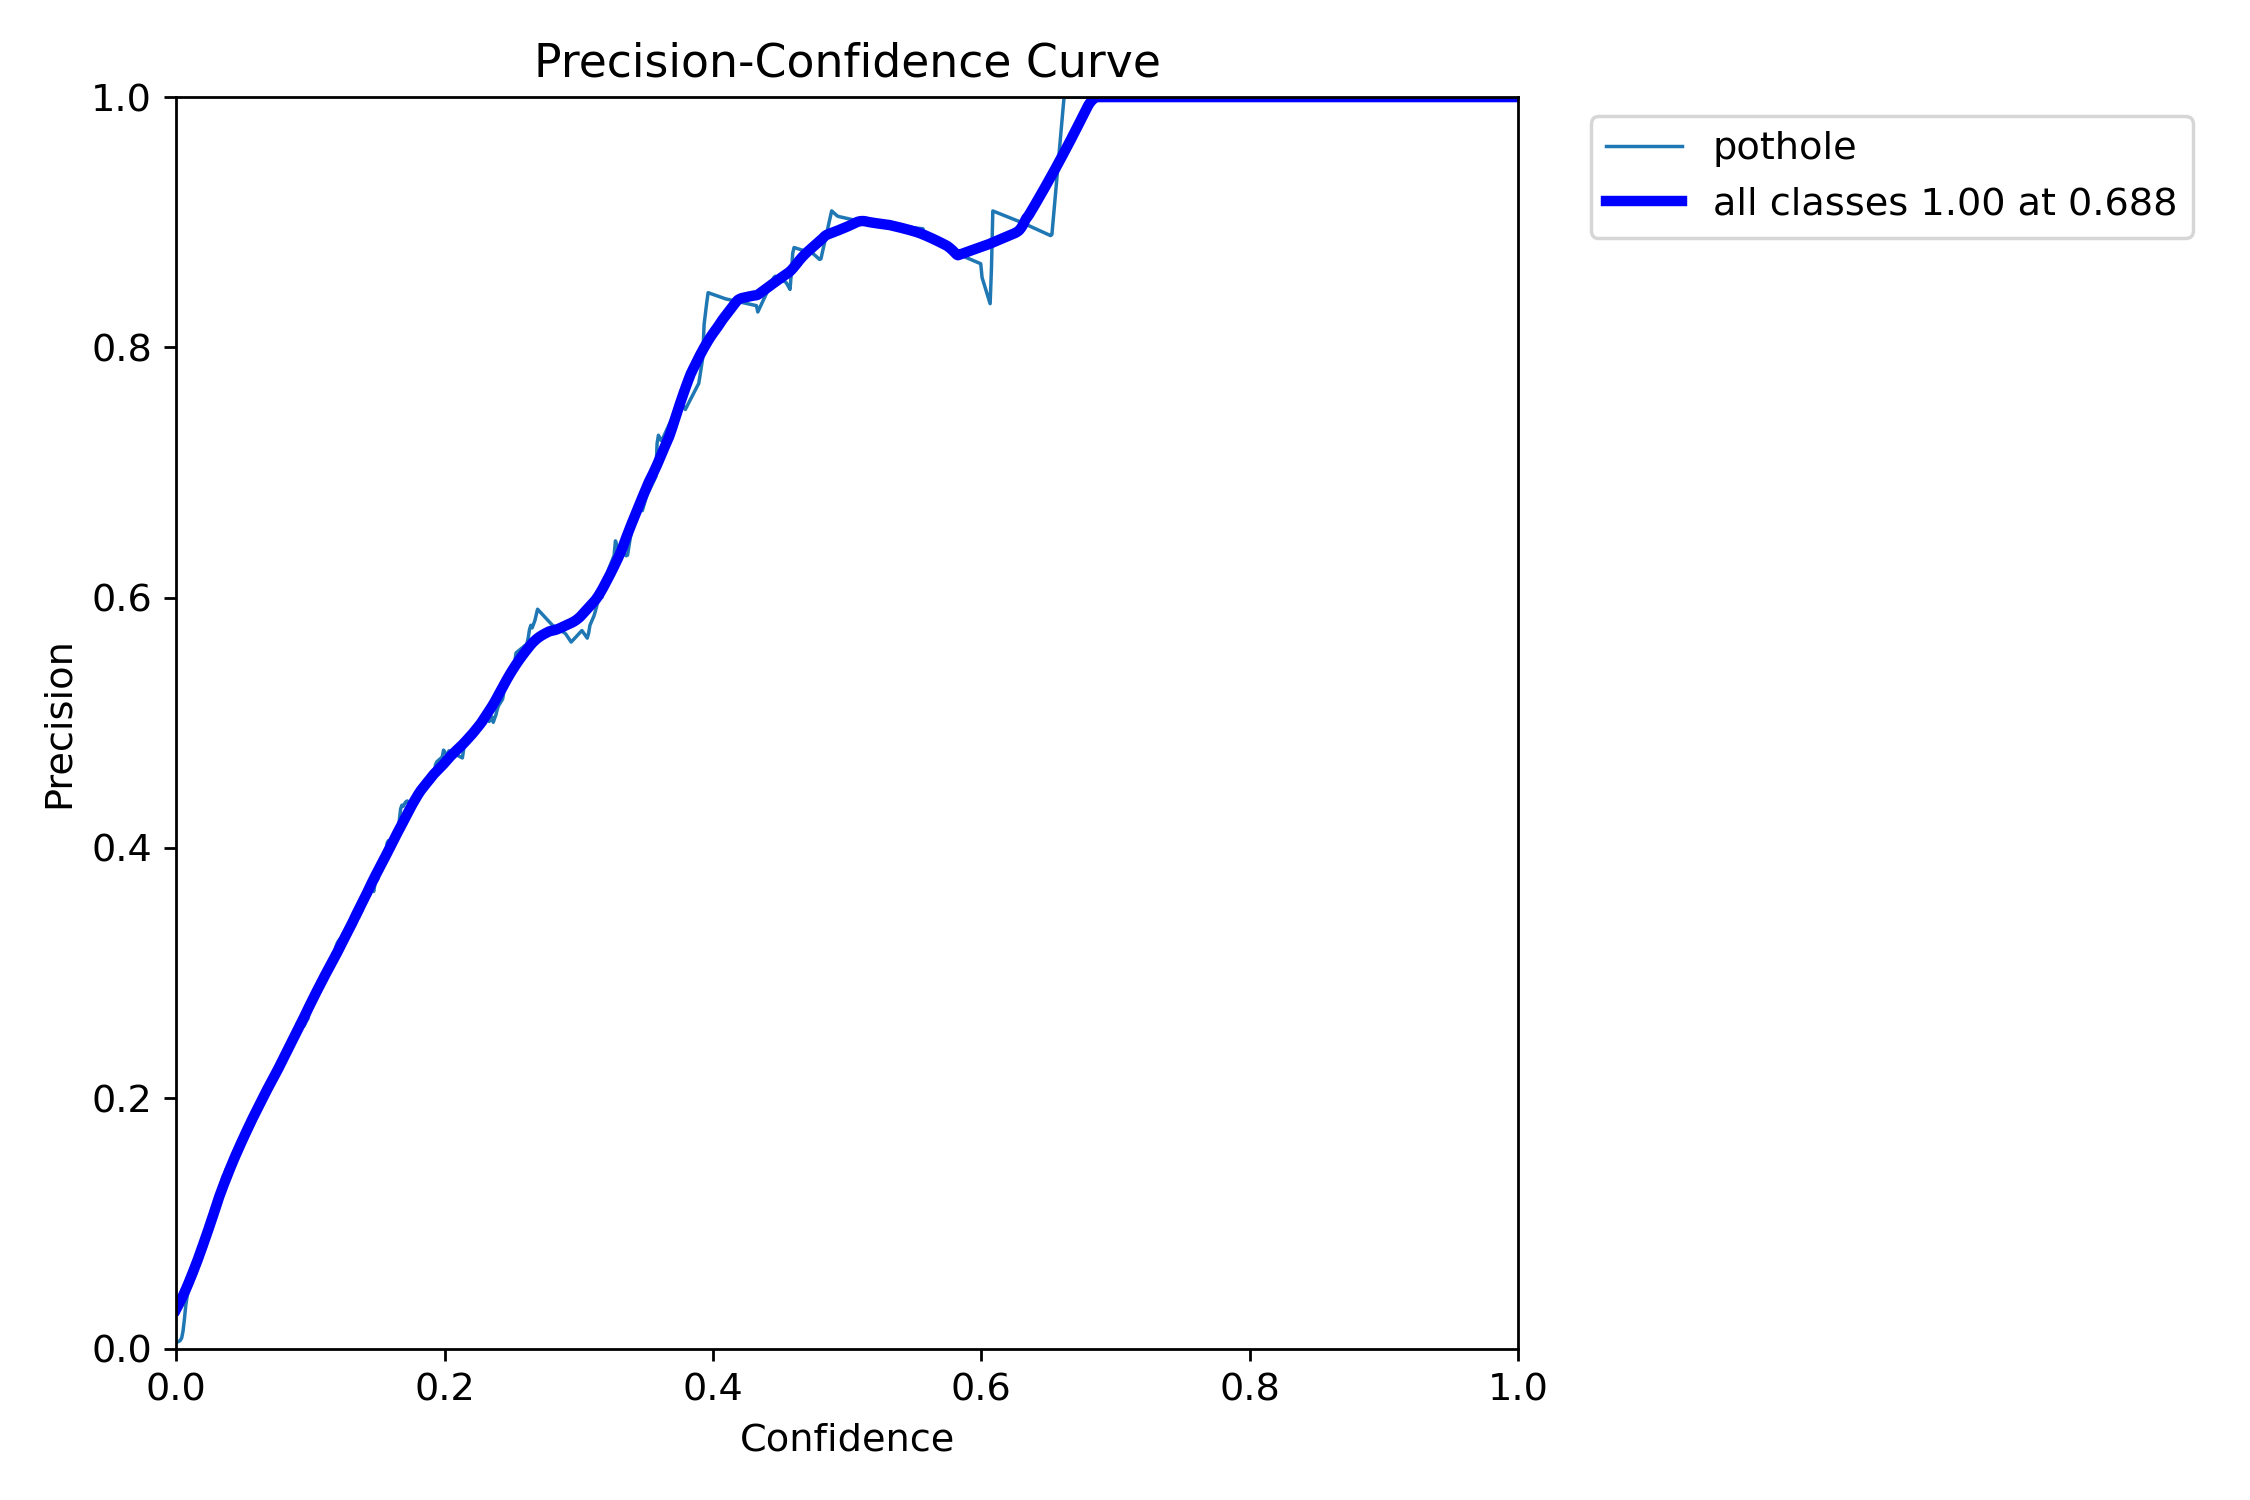 Precision-Confidence Curve
1.0
0.8
0.6
0.4
0.2
0.0
Precision
0.0 0.2 0.4 0.6 0.8 1.0
Confidence
pothole
all classes 1.00 at 0.688